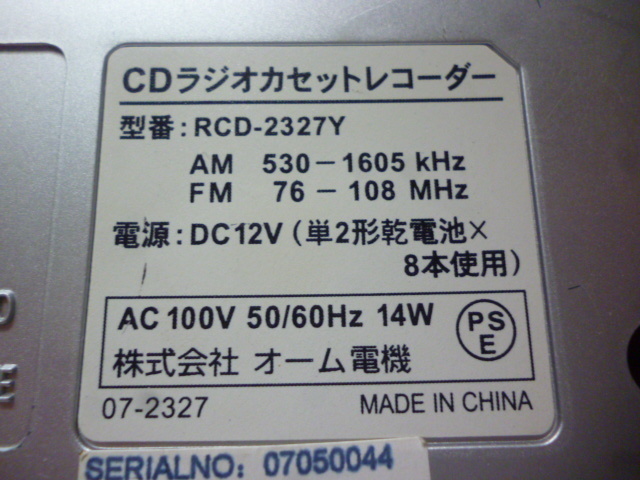 CDラジオカセットレコーダー
型番:RCD-2327Y
AM 530-1605 kHz
FM 76-108 MHz
電源:DC12V(単2形乾電池×
8本使用)
AC 100V 50/60Hz 14W
PS
E
株式会社 オーム電機
07-2327 MADE IN CHINA
SERIALNO: 07050044